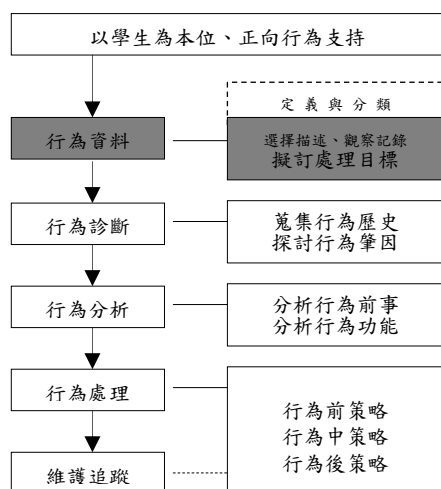 以學生為本位、正向行為支持
定義與分類
行為資料
選擇描述、觀察記錄
擬訂處理目標
行為診斷
蒐集行為歷史
探討行為肇因
行為分析
分析行為前事
分析行為功能
行為處理
行為前策略
行為中策略
行為後策略
維護追蹤